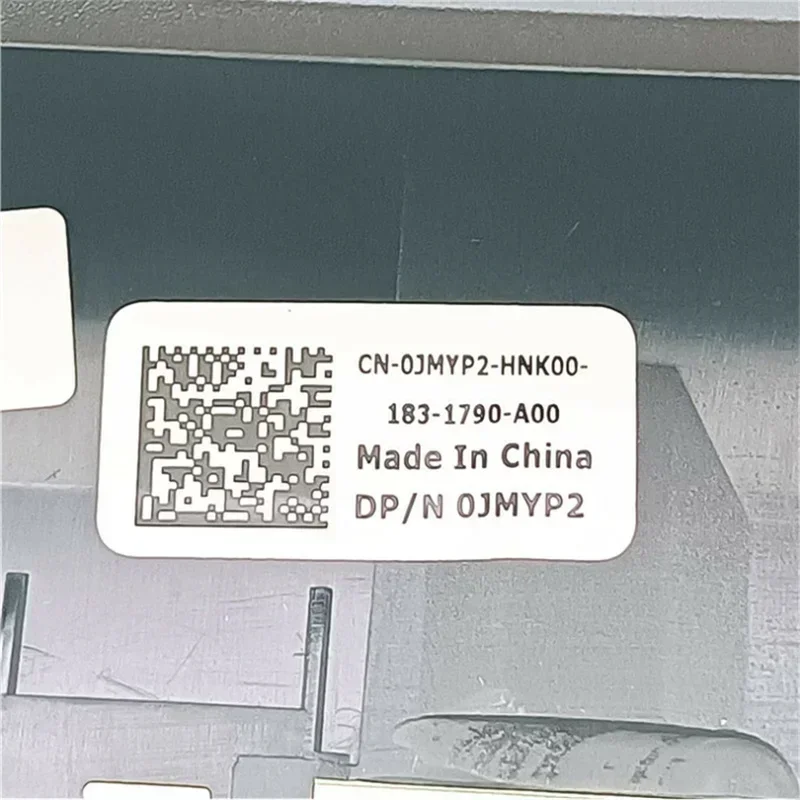 CN-0JMYP2-HNK00-
183-1790-A00
Made In China
DP/N 0JMYP2